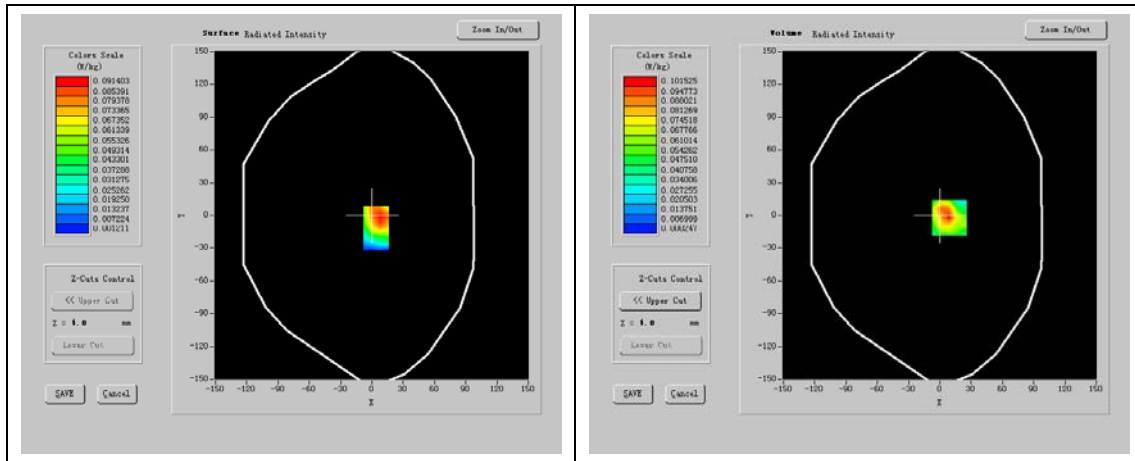 Surface Radiated Intensity
Zoom In/Out
Colors Scale
(W/kg)
0.091403
0.085391
0.079378
0.073365
0.067352
0.061339
0.055326
0.049314
0.043301
0.037288
0.031275
0.025262
0.019250
0.013237
0.007224
0.001211
150
120
90
60
30
0
-30
-60
-90
-120
-150
Y
-150 -120 -90 -60 -30 0 30 60 90 120 150
X
Z-Cuts Control
<< Upper Cut
Z = 4.0 mm
Lower Cut
SAVE Cancel
Volume Radiated Intensity
Zoom In/Out
Colors Scale
(W/kg)
0.101525
0.094773
0.088021
0.081269
0.074518
0.067766
0.061014
0.054262
0.047510
0.040758
0.034006
0.027255
0.020503
0.013751
0.006999
0.000247
150
120
90
60
30
0
-30
-60
-90
-120
-150
Y
-150 -120 -90 -60 -30 0 30 60 90 120 150
X
Z-Cuts Control
<< Upper Cut
Z = 4.0 mm
Lower Cut
SAVE Cancel